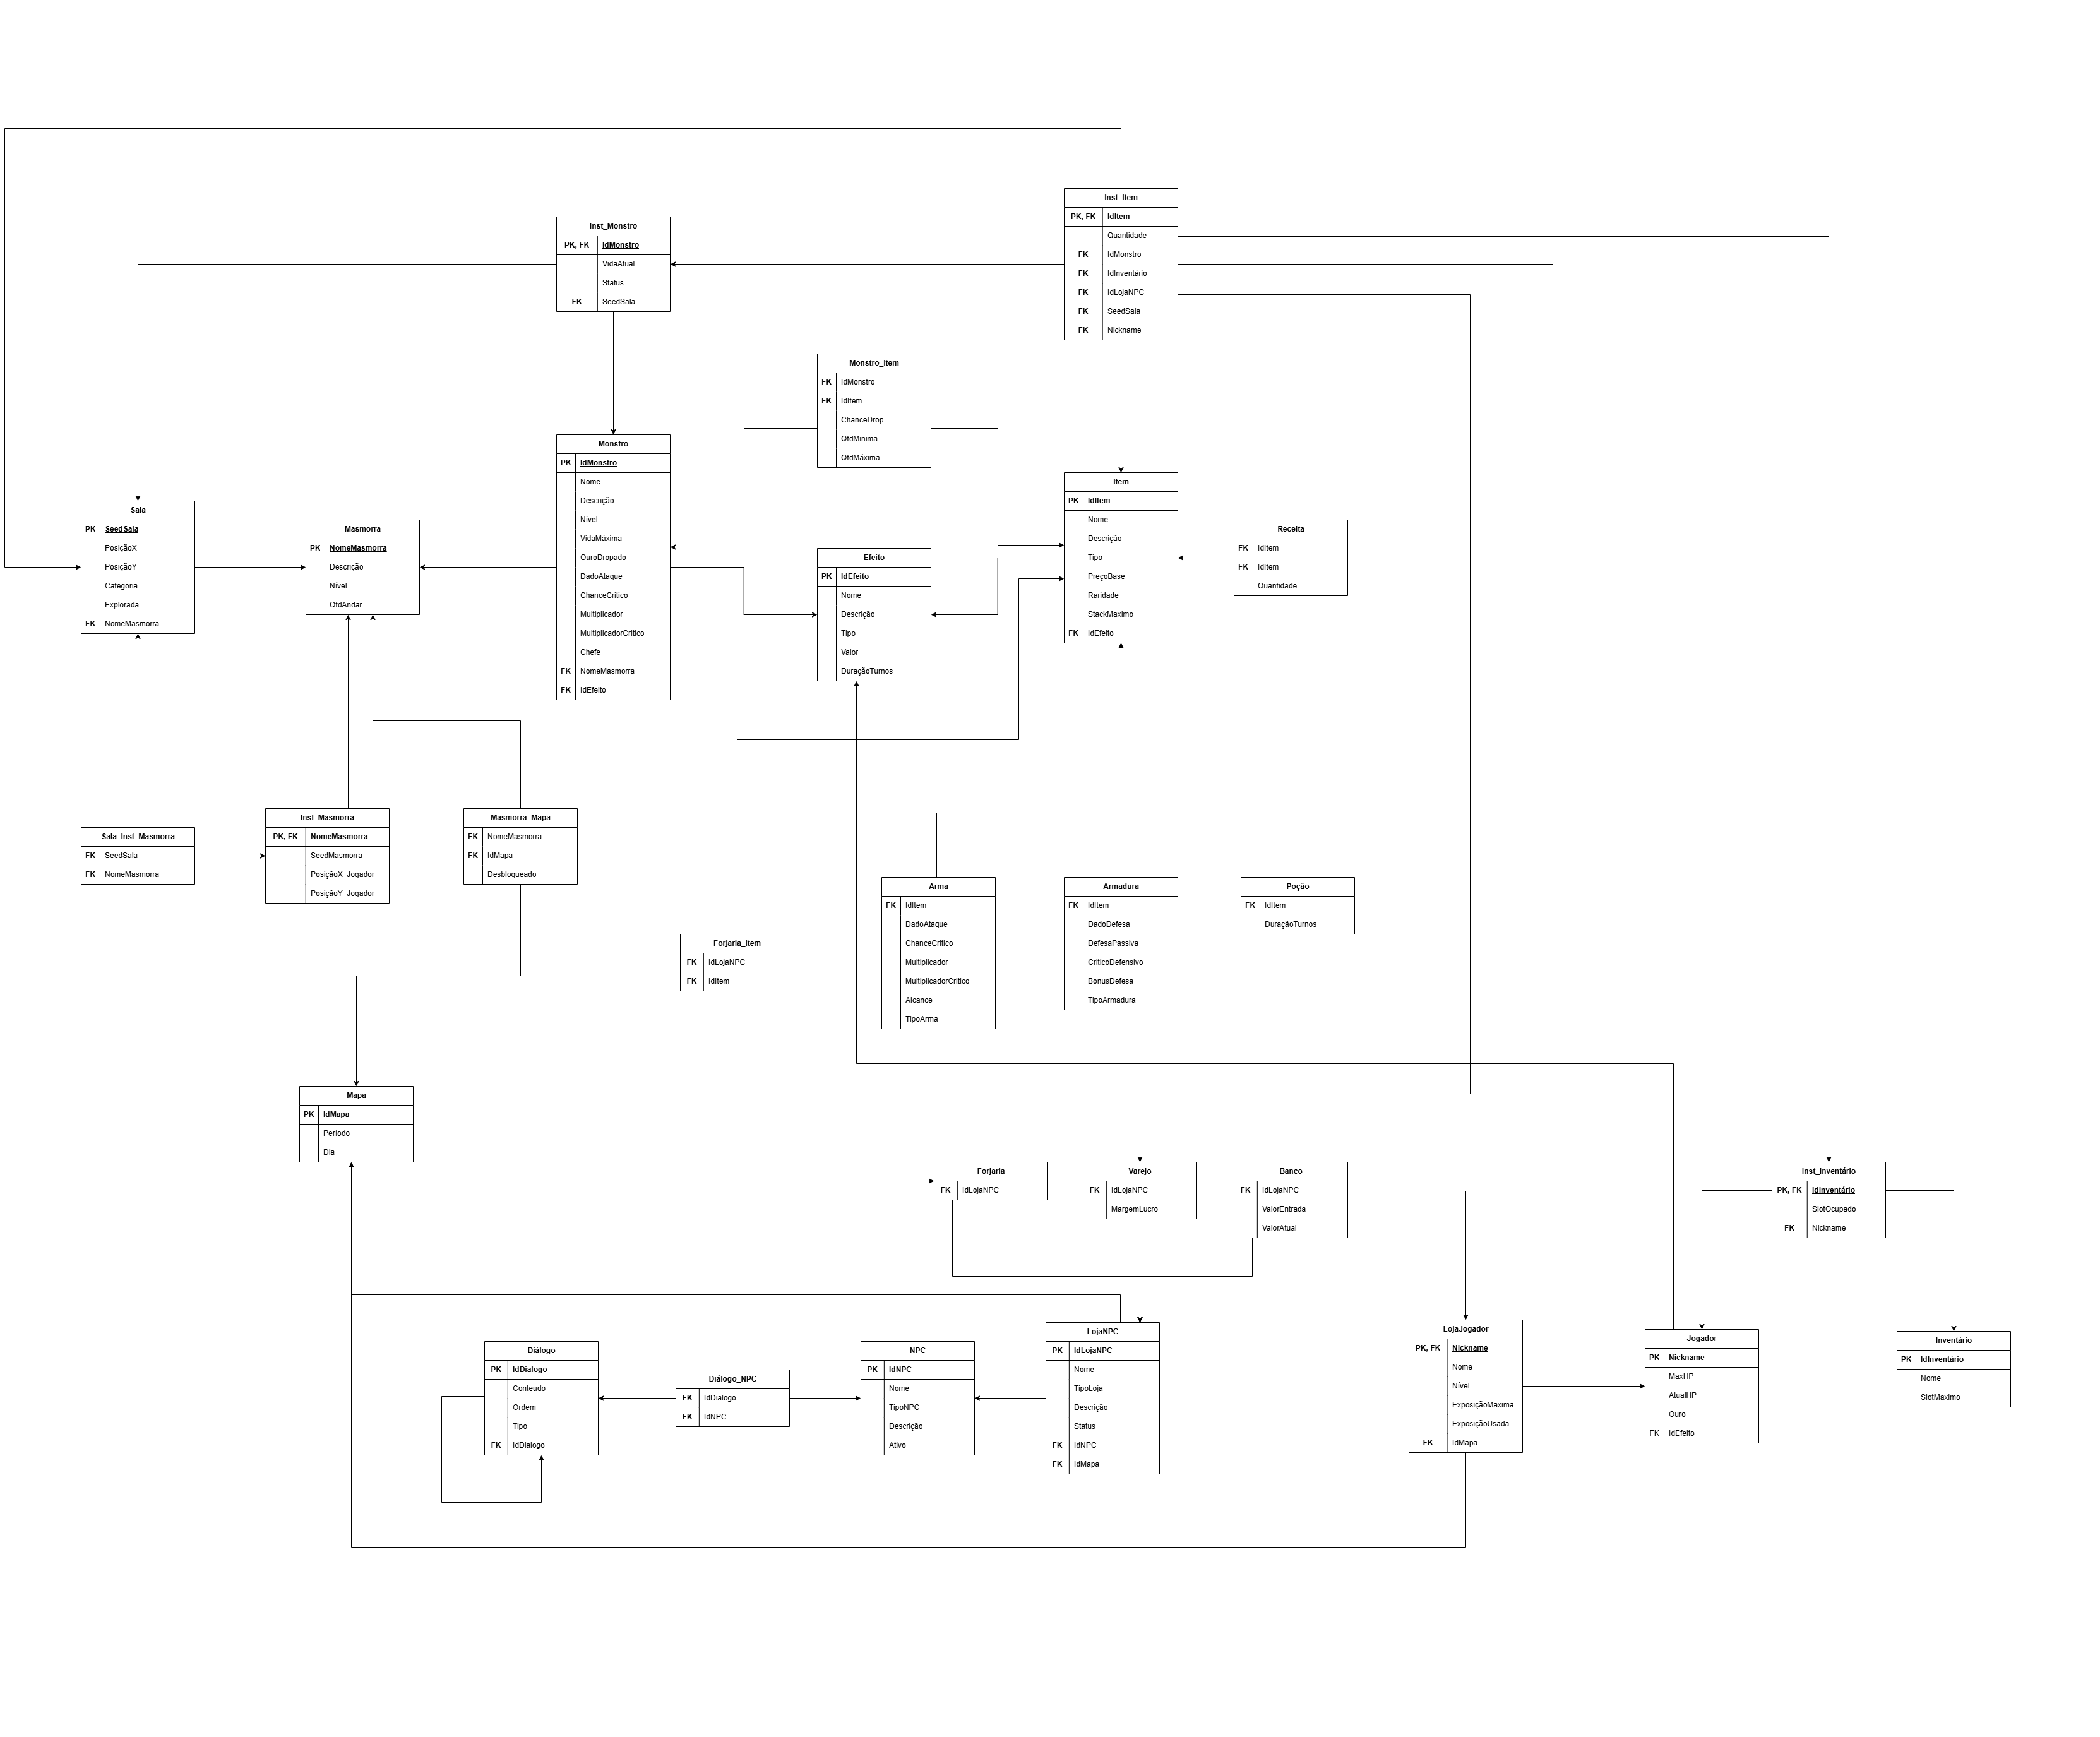 Inst_Item
PK, FK IdItem
Quantidade
FK IdMonstro
FK IdInventário
FK IdLojaNPC
FK SeedSala
FK Nickname
Inst_Monstro
PK, FK IdMonstro
VidaAtual
Status
FK SeedSala
Monstro_Item
FK IdMonstro
FK IdItem
ChanceDrop
QtdMinima
QtdMáxima
Monstro
PK IdMonstro
Nome
Descrição
Nível
VidaMáxima
OuroDropado
DadoAtaque
ChanceCritico
Multiplicador
MultiplicadorCritico
Chefe
FK NomeMasmorra
FK IdEfeito
Item
PK IdItem
Nome
Descrição
Tipo
PreçoBase
Raridade
StackMaximo
FK IdEfeito
Sala
PK SeedSala
PosiçãoX
PosiçãoY
Categoria
Explorada
FK NomeMasmorra
Masmorra
PK NomeMasmorra
Descrição
Nível
QtdAndar
Receita
FK IdItem
FK IdItem
Quantidade
Efeito
PK IdEfeito
Nome
Descrição
Tipo
Valor
DuraçãoTurnos
Sala_Inst_Masmorra
FK SeedSala
FK NomeMasmorra
Inst_Masmorra
PK, FK NomeMasmorra
SeedMasmorra
PosiçãoX_Jogador
PosiçãoY_Jogador
Masmorra_Mapa
FK NomeMasmorra
FK IdMapa
Desbloqueado
Arma
FK IdItem
DadoAtaque
ChanceCritico
Multiplicador
MultiplicadorCritico
Alcance
TipoArma
Armadura
FK IdItem
DadoDefesa
DefesaPassiva
CriticoDefensivo
BonusDefesa
TipoArmadura
Poção
FK IdItem
DuraçãoTurnos
Forjaria_Item
FK IdLojaNPC
FK IdItem
Mapa
PK IdMapa
Período
Dia
Forjaria
FK IdLojaNPC
Varejo
FK IdLojaNPC
MargemLucro
Banco
FK IdLojaNPC
ValorEntrada
ValorAtual
Inst_Inventário
PK, FK IdInventário
SlotOcupado
FK Nickname
Diálogo
PK IdDialogo
Conteudo
Ordem
Tipo
FK IdDialogo
Diálogo_NPC
FK IdDialogo
FK IdNPC
NPC
PK IdNPC
Nome
TipoNPC
Descrição
Ativo
LojaNPC
PK IdLojaNPC
Nome
TipoLoja
Descrição
Status
FK IdNPC
FK IdMapa
LojaJogador
PK, FK Nickname
Nome
Nível
ExposiçãoMaxima
ExposiçãoUsada
FK IdMapa
Jogador
PK Nickname
MaxHP
AtualHP
Ouro
FK IdEfeito
Inventário
PK IdInventário
Nome
SlotMaximo